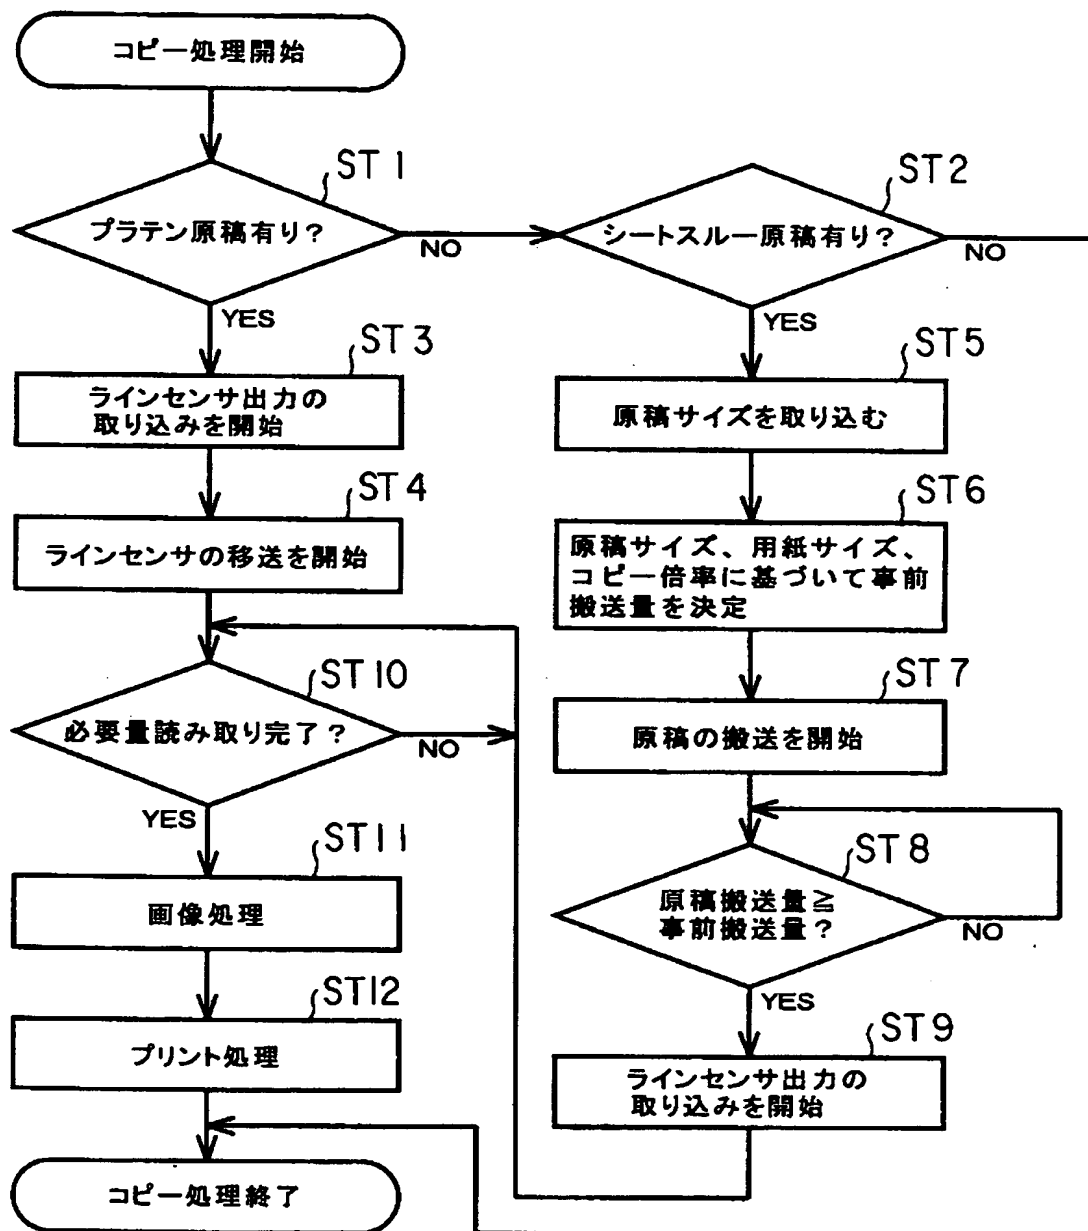 コピー処理開始
ST1
プラテン原稿有り?
NO
YES
ST2
シートスルー原稿有り?
NO
YES
ST3
ラインセンサ出力の
取り込みを開始
ST4
ラインセンサの移送を開始
ST5
原稿サイズを取り込む
ST6
原稿サイズ、用紙サイズ、
コピー倍率に基づいて事前
搬送量を決定
ST7
原稿の搬送を開始
ST8
原稿搬送量≧
事前搬送量?
NO
YES
ST9
ラインセンサ出力の
取り込みを開始
ST10
必要量読み取り完了?
NO
YES
ST11
画像処理
ST12
プリント処理
コピー処理終了